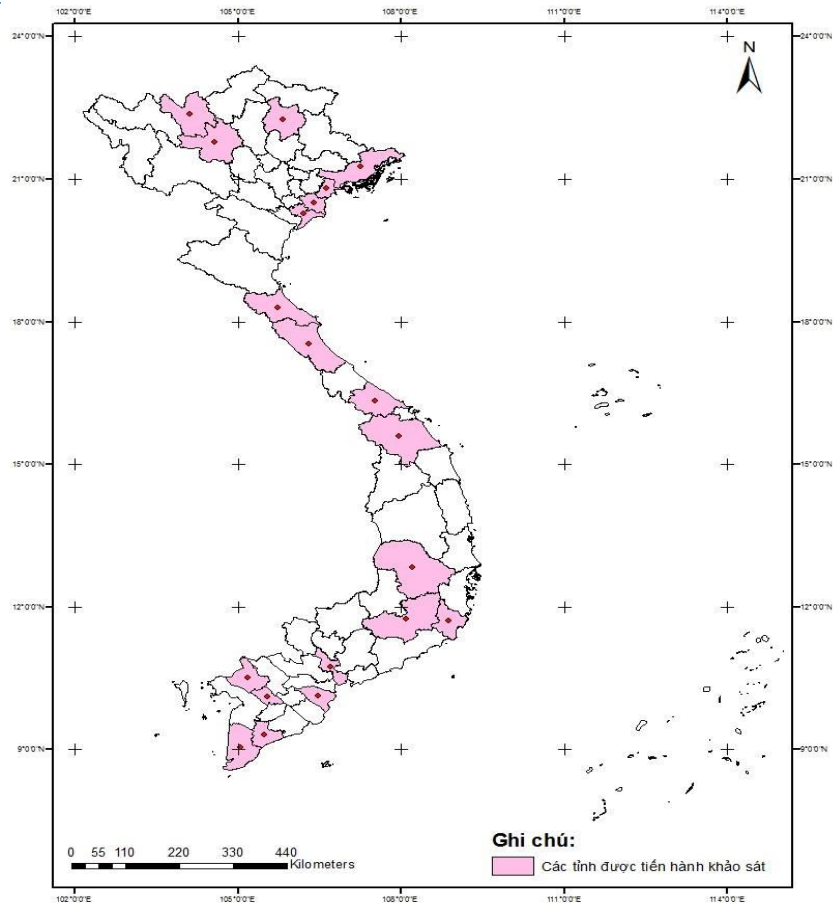 102°0'0"E 105°0'0"E 108°0'0"E 111°0'0"E 114°0'0"E
24°0'0"N 24°0'0"N
N
21°0'0"N 21°0'0"N
18°0'0"N 18°0'0"N
15°0'0"N 15°0'0"N
12°0'0"N 12°0'0"N
9°0'0"N 9°0'0"N
Ghi chú:
0 55 110 220 330 440
Kilometers
Các tỉnh được tiến hành khảo sát
102°0'0"E 105°0'0"E 108°0'0"E 111°0'0"E 114°0'0"E